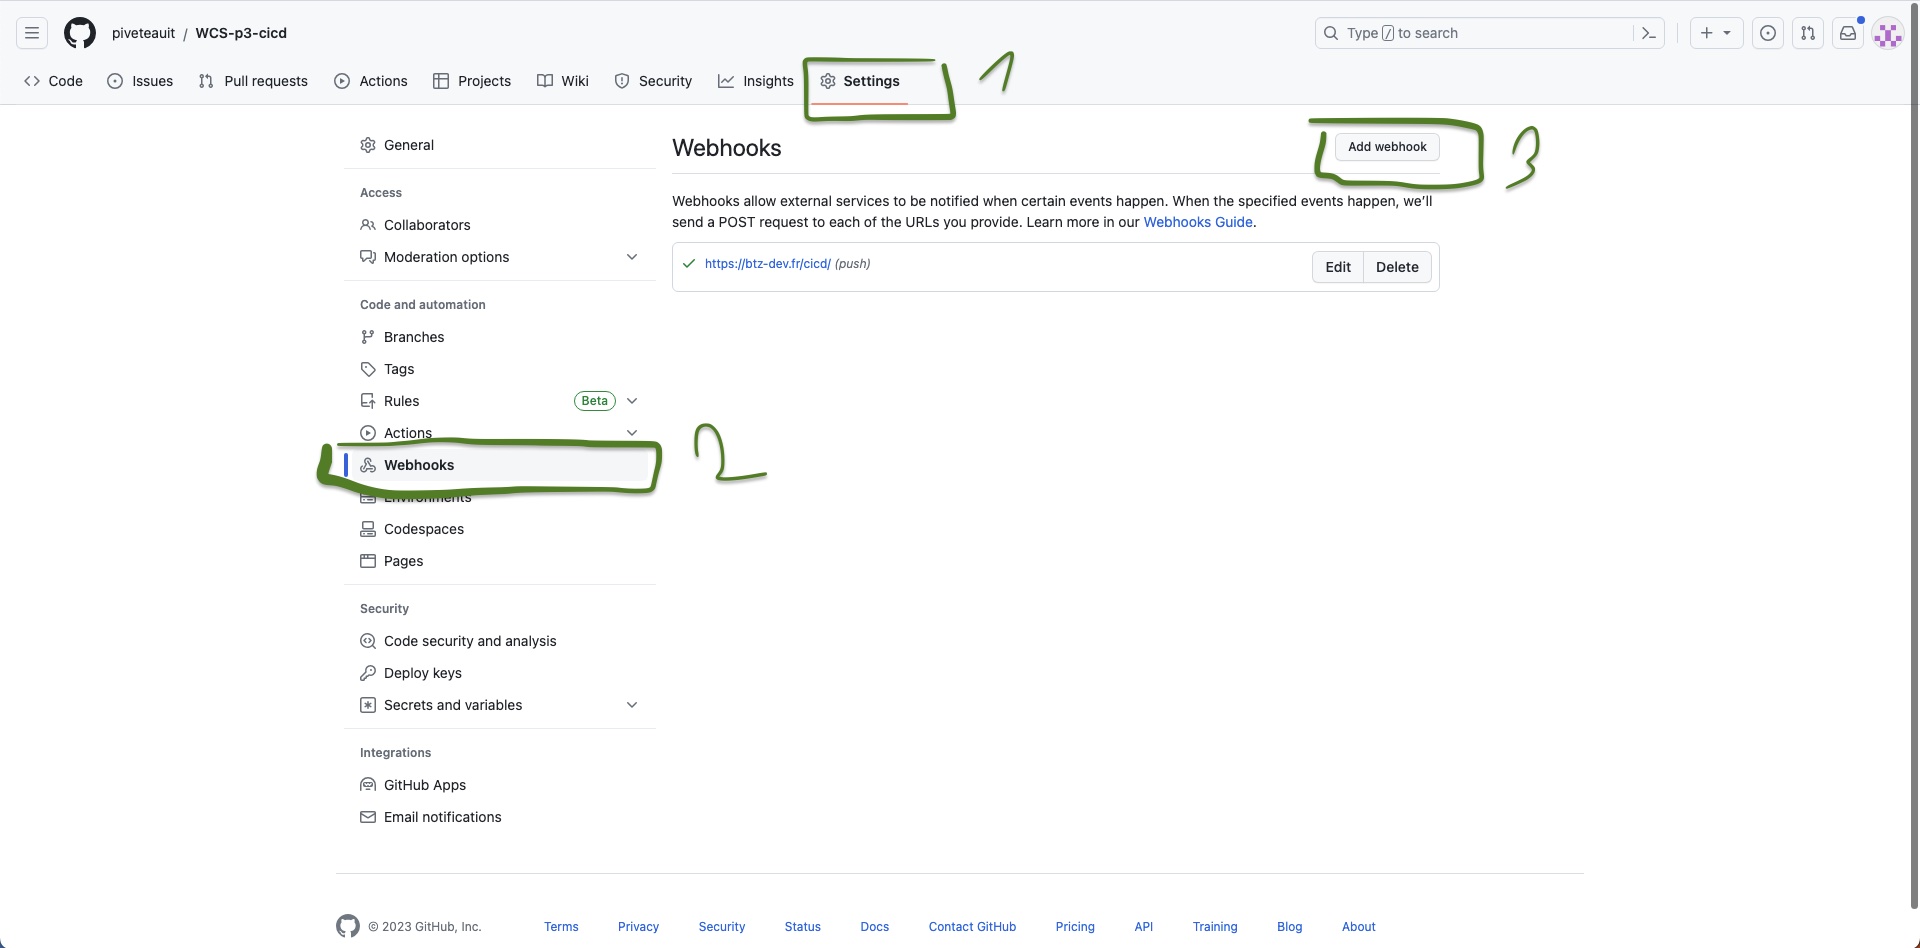 piveteauit / WCS-p3-cicd
Type / to search
Code Issues Pull requests Actions Projects Wiki Security Insights Settings
1
General
Access
Collaborators
Moderation options
Code and automation
Branches
Tags
Rules Beta
Actions
Webhooks
2
Environments
Codespaces
Pages
Security
Code security and analysis
Deploy keys
Secrets and variables
Integrations
GitHub Apps
Email notifications
Webhooks
Add webhook
3
Webhooks allow external services to be notified when certain events happen. When the specified events happen, we’ll
send a POST request to each of the URLs you provide. Learn more in our Webhooks Guide.
https://btz-dev.fr/cicd/ (push)
Edit Delete
© 2023 GitHub, Inc. Terms Privacy Security Status Docs Contact GitHub Pricing API Training Blog About